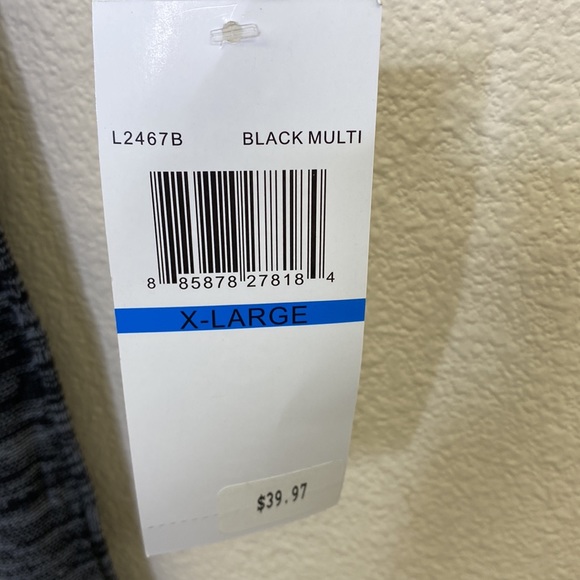 L2467B BLACK MULTI
8 85878 27818 4
X-LARGE
$39.97